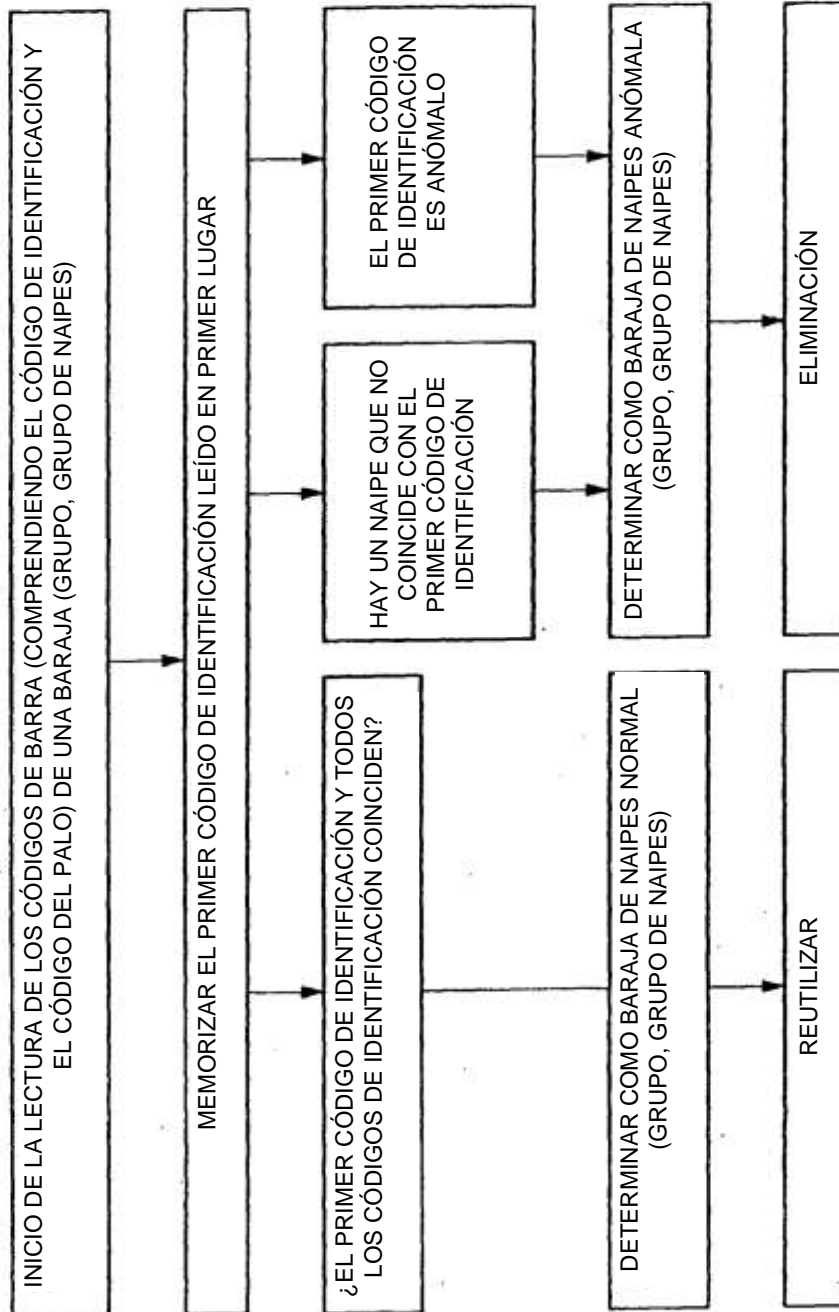 INICIO DE LA LECTURA DE LOS CÓDIGOS DE BARRA (COMPRENDIENDO EL CÓDIGO DE IDENTIFICACIÓN Y
EL CÓDIGO DEL PALO) DE UNA BARAJA (GRUPO, GRUPO DE NAIPES)
MEMORIZAR EL PRIMER CÓDIGO DE IDENTIFICACIÓN LEÍDO EN PRIMER LUGAR
¿EL PRIMER CÓDIGO DE IDENTIFICACIÓN Y TODOS
LOS CÓDIGOS DE IDENTIFICACIÓN COINCIDEN?
HAY UN NAIPE QUE NO
COINCIDE CON EL
PRIMER CÓDIGO DE
IDENTIFICACIÓN
EL PRIMER CÓDIGO
DE IDENTIFICACIÓN
ES ANÓMALO
DETERMINAR COMO BARAJA DE NAIPES NORMAL
(GRUPO, GRUPO DE NAIPES)
DETERMINAR COMO BARAJA DE NAIPES ANÓMALA
(GRUPO, GRUPO DE NAIPES)
REUTILIZAR
ELIMINACIÓN